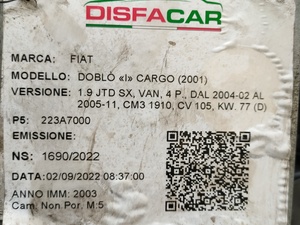 DISFACAR
MARCA: FIAT
MODELLO: DOBLÒ «I» CARGO (2001)
VERSIONE: 1.9 JTD SX, VAN, 4 P., DAL 2004-02 AL
2005-11, CM3 1910, CV 105, KW. 77 (D)
P5: 223A7000
EMISSIONE:
NS: 1690/2022
DATA: 02/09/2022 08:37:00
ANNO IMM: 2003
Cam. Non Por. M.5